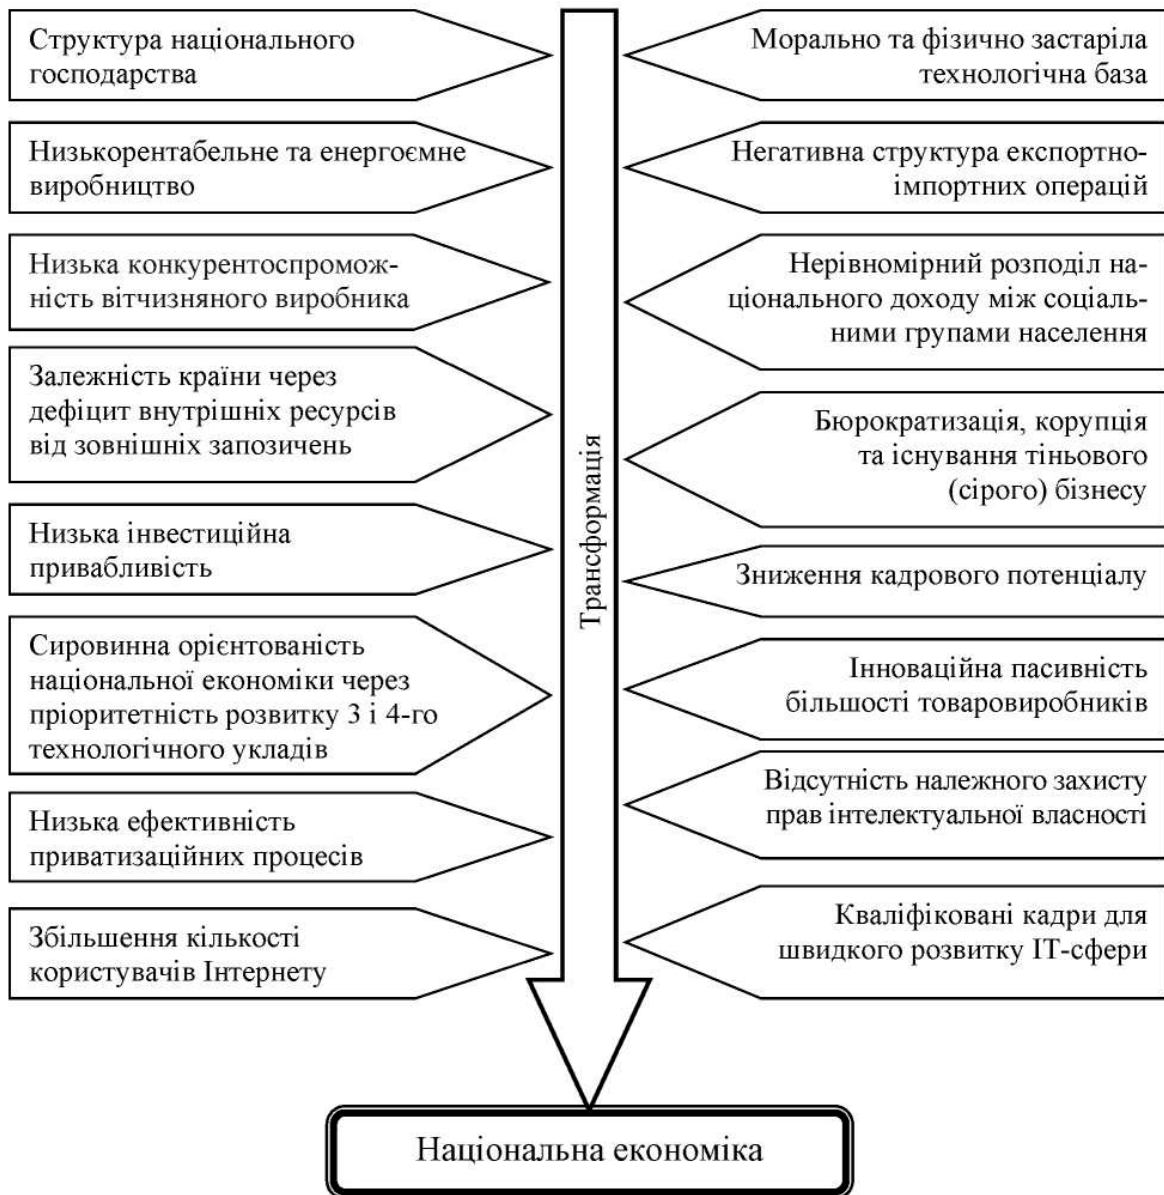 Структура національного
господарства
Низькорентабельне та енергоємне
виробництво
Низька конкурентоспромож-
ність вітчизняного виробника
Залежність країни через
дефіцит внутрішніх ресурсів
від зовнішніх запозичень
Низька інвестиційна
привабливість
Сировинна орієнтованість
національної економіки через
пріоритетність розвитку 3 і 4-го
технологічного укладів
Низька ефективність
приватизаційних процесів
Збільшення кількості
користувачів Інтернету
Трансформація
Морально та фізично застаріла
технологічна база
Негативна структура експортно-
імпортних операцій
Нерівномірний розподіл на-
ціонального доходу між соціаль-
ними групами населення
Бюрократизація, корупція
та існування тіньового
(сірого) бізнесу
Зниження кадрового потенціалу
Інноваційна пасивність
більшості товаровиробників
Відсутність належного захисту
прав інтелектуальної власності
Кваліфіковані кадри для
швидкого розвитку ІТ-сфери
Національна економіка